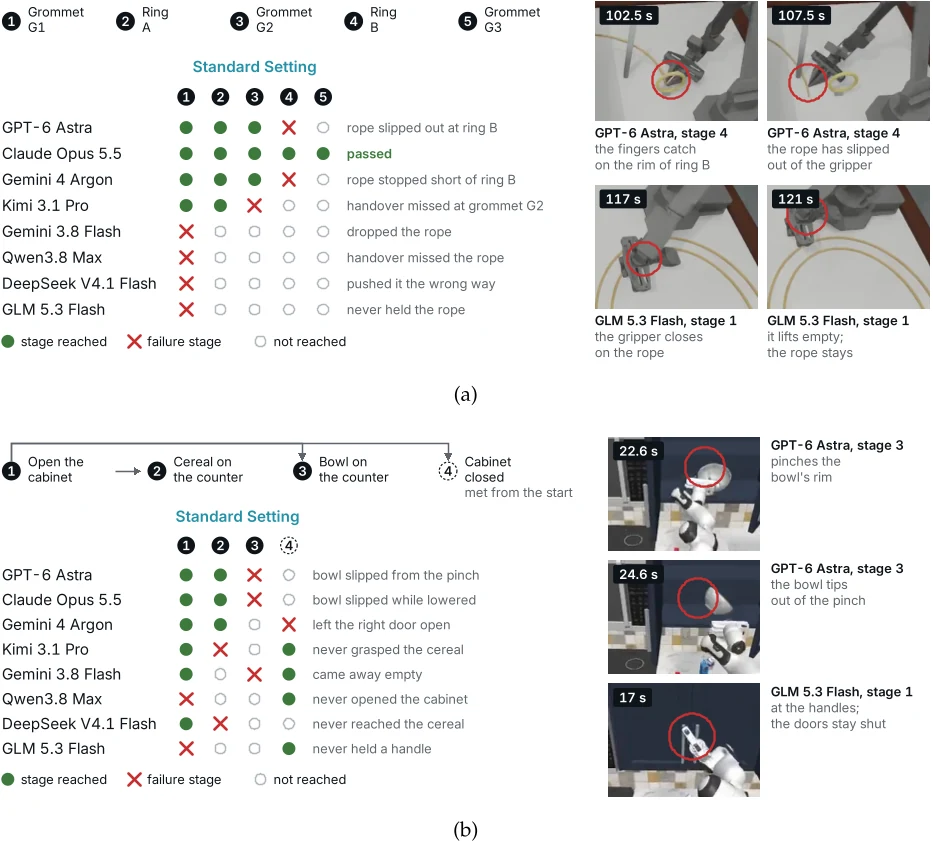 1 Grommet G1
2 Ring A
3 Grommet G2
4 Ring B
5 Grommet G3
Standard Setting
1 2 3 4 5
GPT-6 Astra rope slipped out at ring B
Claude Opus 5.5 passed
Gemini 4 Argon rope stopped short of ring B
Kimi 3.1 Pro handover missed at grommet G2
Gemini 3.8 Flash dropped the rope
Qwen3.8 Max handover missed the rope
DeepSeek V4.1 Flash pushed it the wrong way
GLM 5.3 Flash never held the rope
stage reached failure stage not reached
102.5 s
GPT-6 Astra, stage 4
the fingers catch
on the rim of ring B
107.5 s
GPT-6 Astra, stage 4
the rope has slipped
out of the gripper
117 s
GLM 5.3 Flash, stage 1
the gripper closes
on the rope
121 s
GLM 5.3 Flash, stage 1
it lifts empty;
the rope stays
(a)
1 Open the
cabinet
2 Cereal on
the counter
3 Bowl on
the counter
4 Cabinet
closed
met from the start
Standard Setting
1 2 3 4
GPT-6 Astra bowl slipped from the pinch
Claude Opus 5.5 bowl slipped while lowered
Gemini 4 Argon left the right door open
Kimi 3.1 Pro never grasped the cereal
Gemini 3.8 Flash came away empty
Qwen3.8 Max never opened the cabinet
DeepSeek V4.1 Flash never reached the cereal
GLM 5.3 Flash never held a handle
stage reached failure stage not reached
22.6 s
GPT-6 Astra, stage 3
pinches the
bowl's rim
24.6 s
GPT-6 Astra, stage 3
the bowl tips
out of the pinch
17 s
GLM 5.3 Flash, stage 1
at the handles;
the doors stay shut
(b)